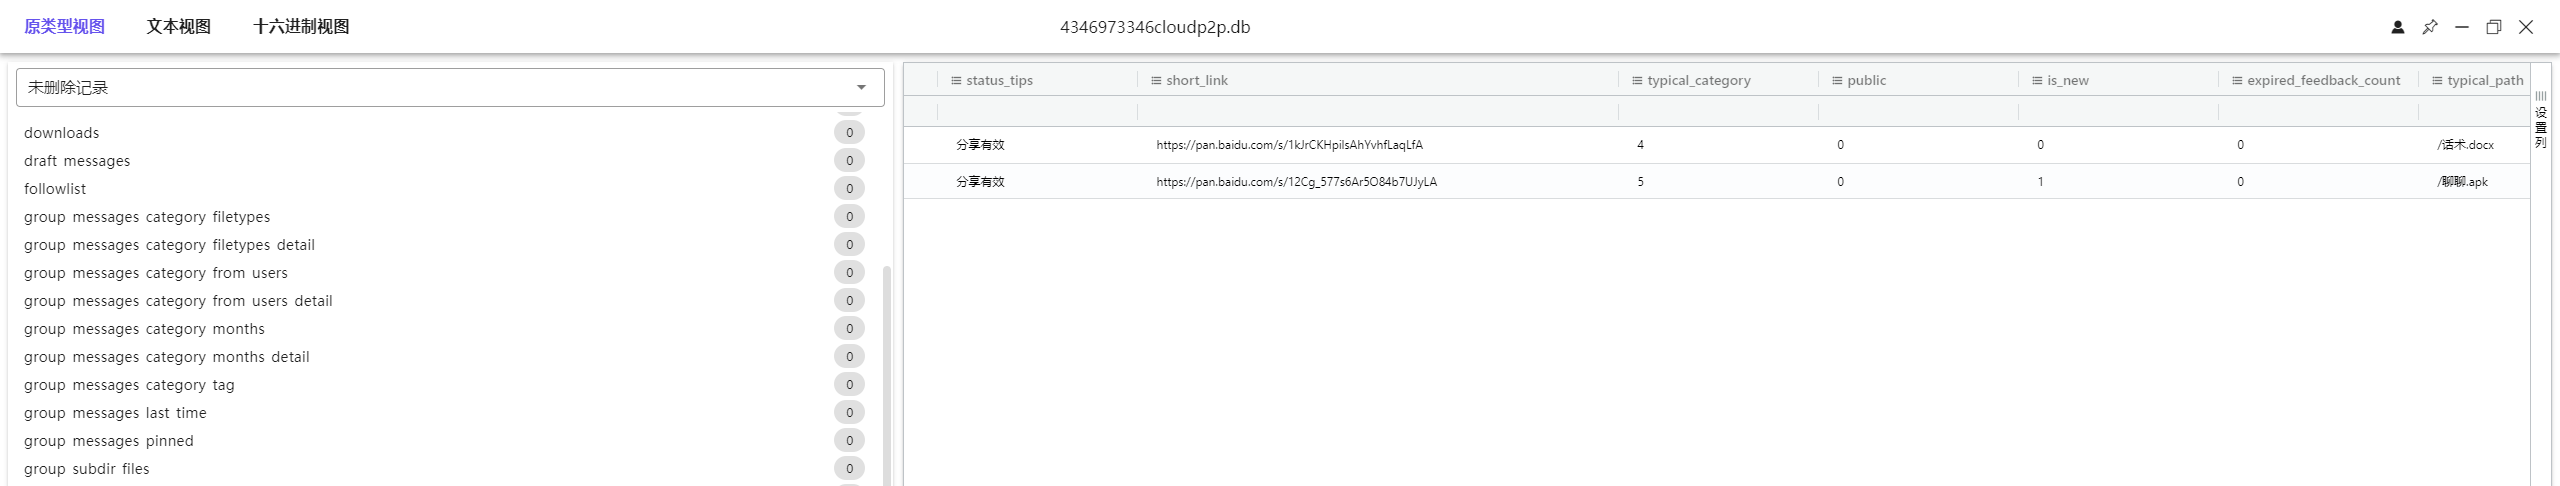 原类型视图 文本视图 十六进制视图 4346973346cloudp2p.db
未删除记录
downloads 0
draft messages 0
followlist 0
group messages category filetypes 0
group messages category filetypes detail 0
group messages category from users 0
group messages category from users detail 0
group messages category months 0
group messages category months detail 0
group messages category tag 0
group messages last time 0
group messages pinned 0
group subdir files 0
status_tips short_link typical_category public is_new expired_feedback_count typical_path
分享有效 https://pan.baidu.com/s/1kJrCKHpiIsAhYvhfLaqLfA 4 0 0 0 /话术.docx
分享有效 https://pan.baidu.com/s/12Cg_577s6Ar5O84b7UJyLA 5 0 1 0 /聊聊.apk
设置列